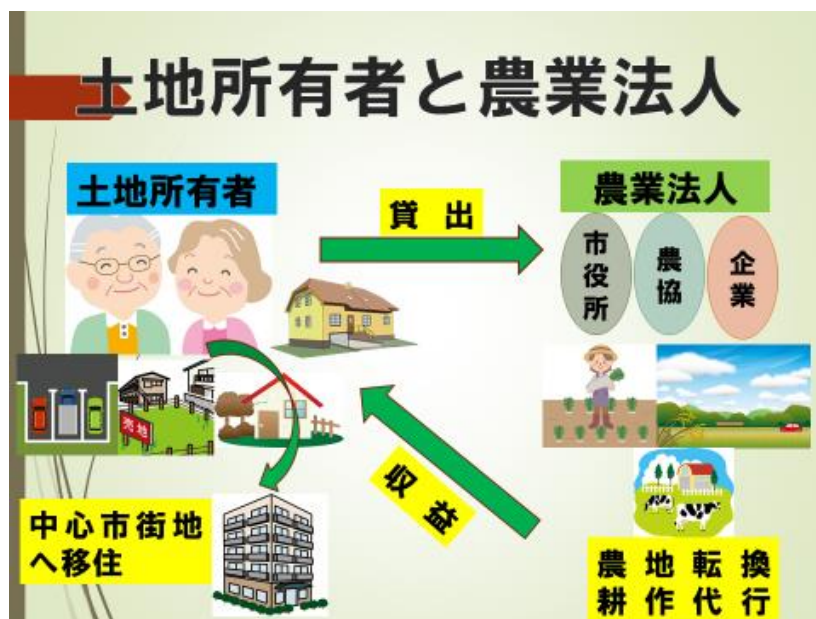 土地所有者と農業法人
土地所有者
貸出
農業法人
市役所
農協
企業
売地
収益
中心市街地
へ移住
農地転換
耕作代行